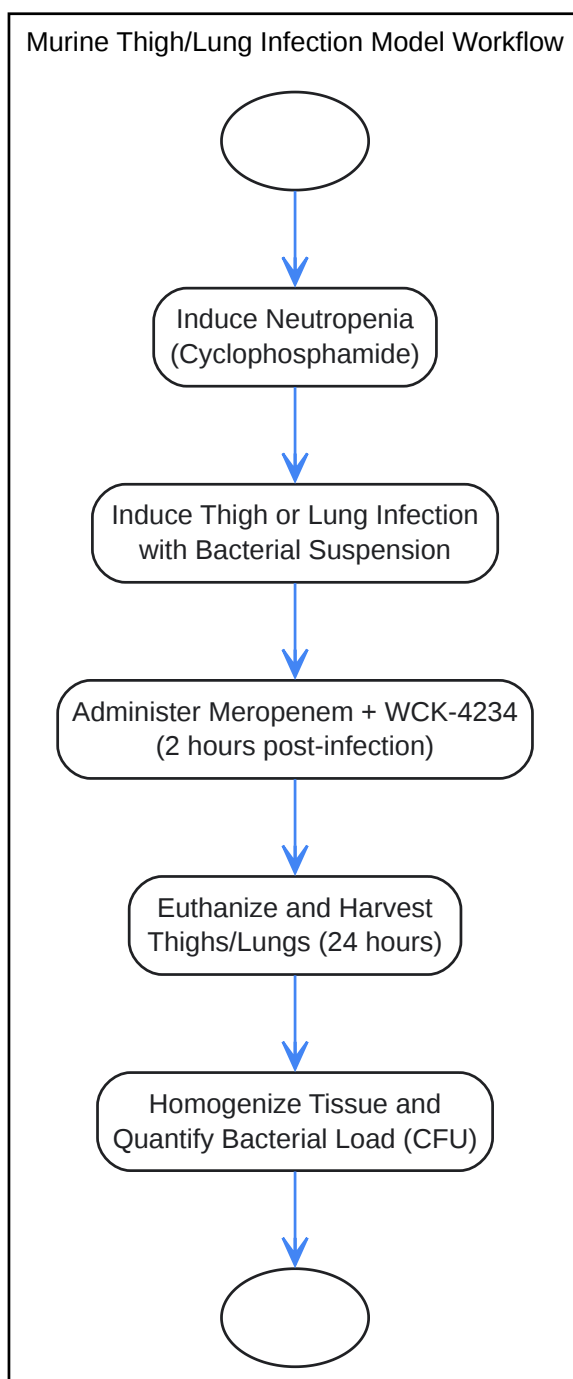 Murine Thigh/Lung Infection Model Workflow
Induce Neutropenia
(Cyclophosphamide)
Induce Thigh or Lung Infection
with Bacterial Suspension
Administer Meropenem + WCK-4234
(2 hours post-infection)
Euthanize and Harvest
Thighs/Lungs (24 hours)
Homogenize Tissue and
Quantify Bacterial Load (CFU)